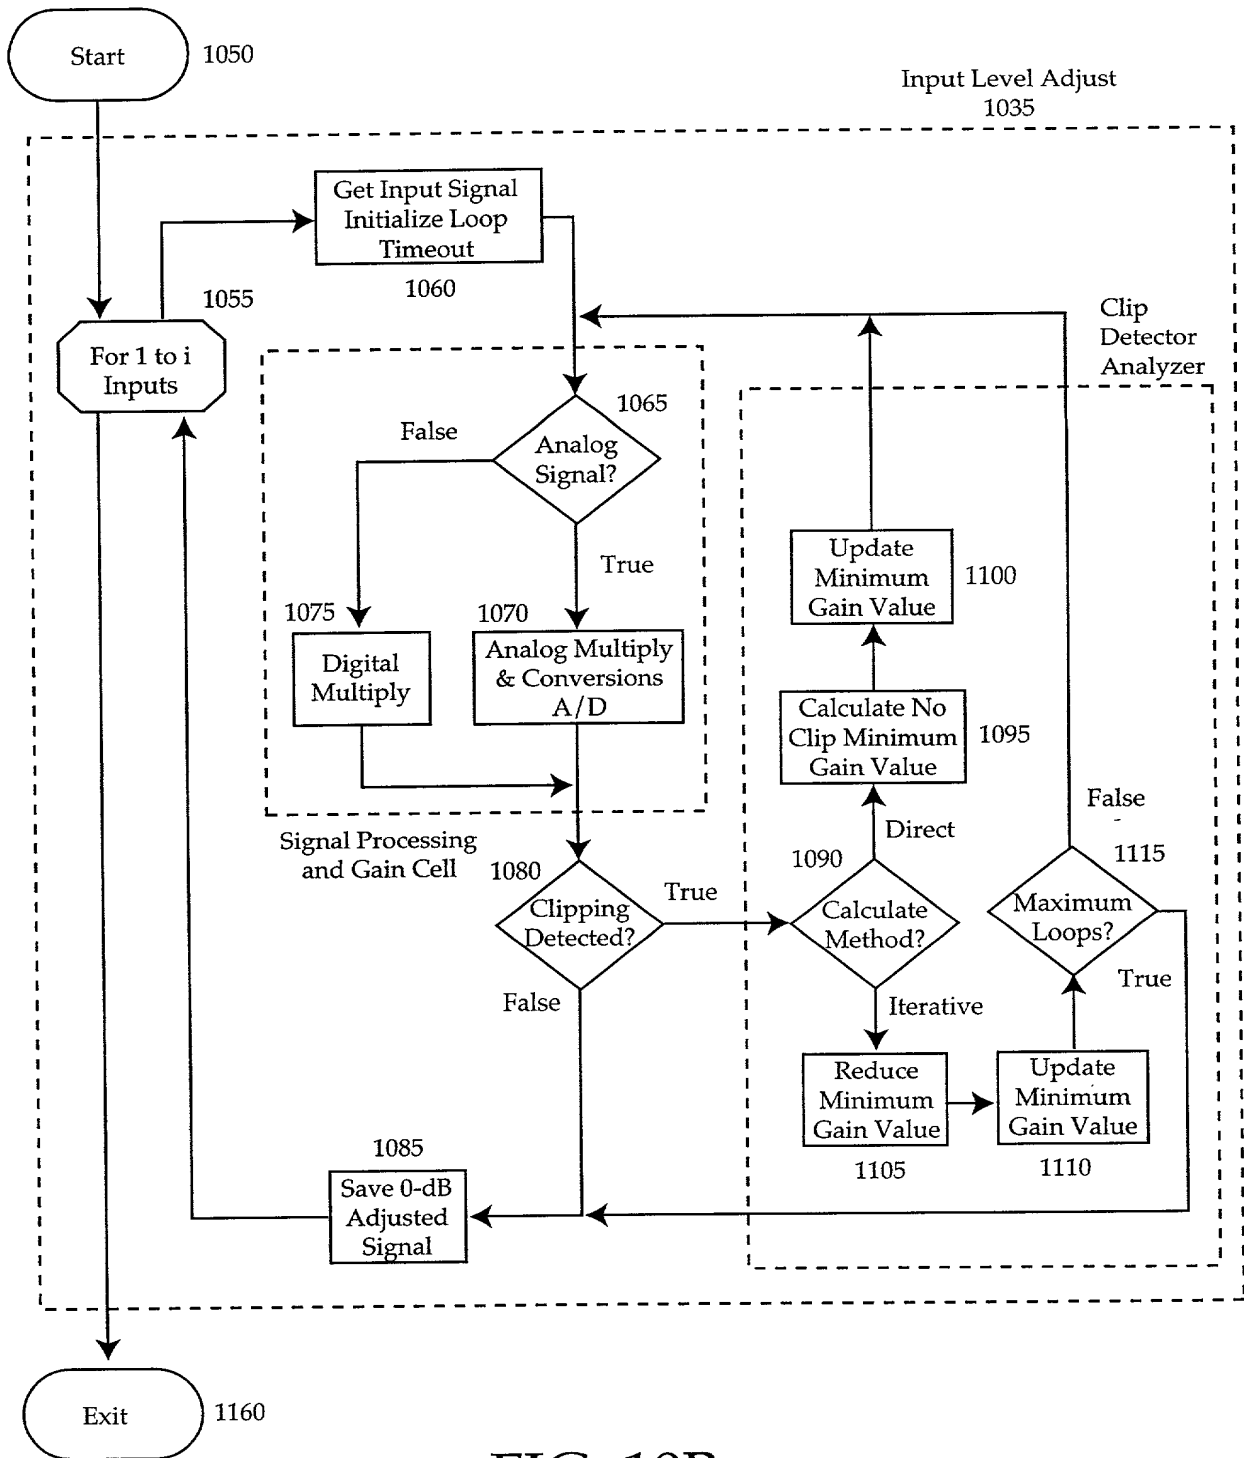 Start
1050
Input Level Adjust
1035
Get Input Signal
Initialize Loop
Timeout
1060
1055
For 1 to i
Inputs
Clip
Detector
Analyzer
1065
False
Analog
Signal?
True
1075
1070
Digital
Multiply
Analog Multiply
& Conversions
A/D
Update
Minimum
Gain Value
1100
Calculate No
Clip Minimum
Gain Value
1095
Signal Processing
and Gain Cell
Direct
False
1080
Clipping
Detected?
True
1090
Calculate
Method?
1115
Maximum
Loops?
True
False
Iterative
Reduce
Minimum
Gain Value
1105
Update
Minimum
Gain Value
1110
1085
Save 0-dB
Adjusted
Signal
Exit
1160